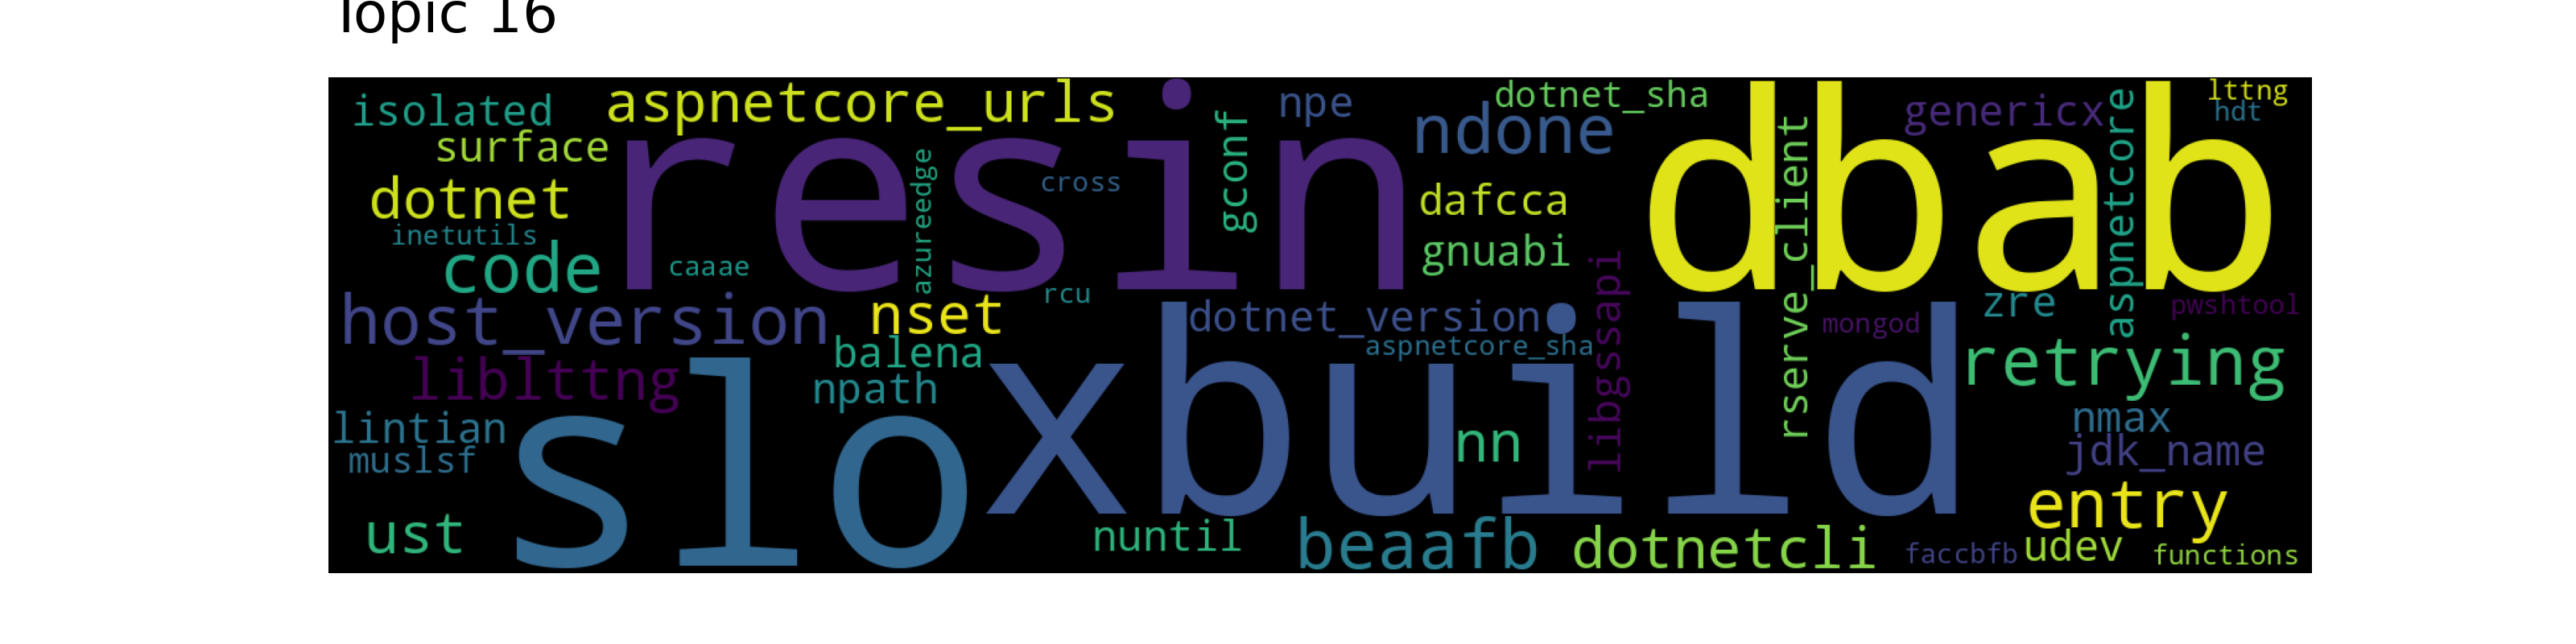 Topic 16
isolated
aspnetcore_urls
npe
dotnet_sha
genericx
lttng
hdt
surface
resin
gconf
ndone
dbab
rserve_client
aspnetcore
dotnet
azureedge
cross
dafcca
inetutils
code
caaae
gnuabi
libgssapi
host_version
nset
rcu
dotnet_version
aspnetcore_sha
mongod
zre
pwshtool
liblttng
balena
npath
xbuild
retrying
lintian
muslsf
slo
nn
nmax
jdk_name
entry
ust
nuntil
beaafb
dotnetcli
faccbfb
udev
functions